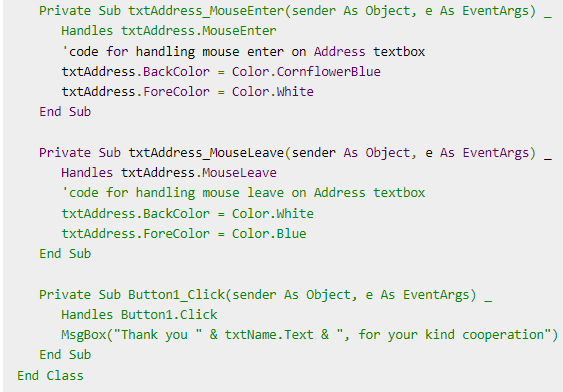 Private Sub txtAddress_MouseEnter(sender As Object, e As EventArgs) _
Handles txtAddress.MouseEnter
'code for handling mouse enter on Address textbox
txtAddress.BackColor = Color.CornflowerBlue
txtAddress.ForeColor = Color.White
End Sub
Private Sub txtAddress_MouseLeave(sender As Object, e As EventArgs) _
Handles txtAddress.MouseLeave
'code for handling mouse leave on Address textbox
txtAddress.BackColor = Color.White
txtAddress.ForeColor = Color.Blue
End Sub
Private Sub Button1_Click(sender As Object, e As EventArgs) _
Handles Button1.Click
MsgBox("Thank you " & txtName.Text & ", for your kind cooperation")
End Sub
End Class